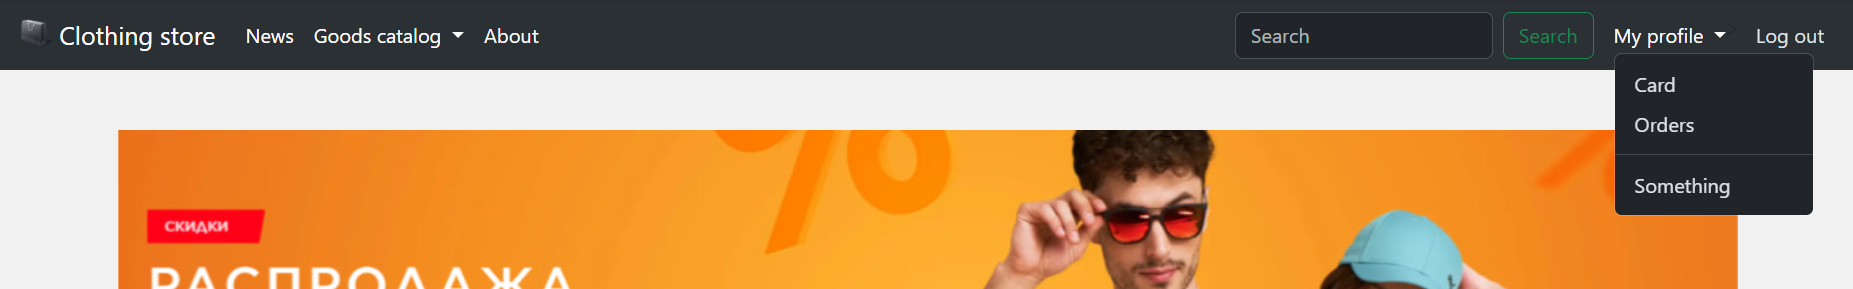 Clothing store News Goods catalog About Search Search My profile Log out
Card
Orders
Something
СКИДКИ
РАСПРОДАЖА